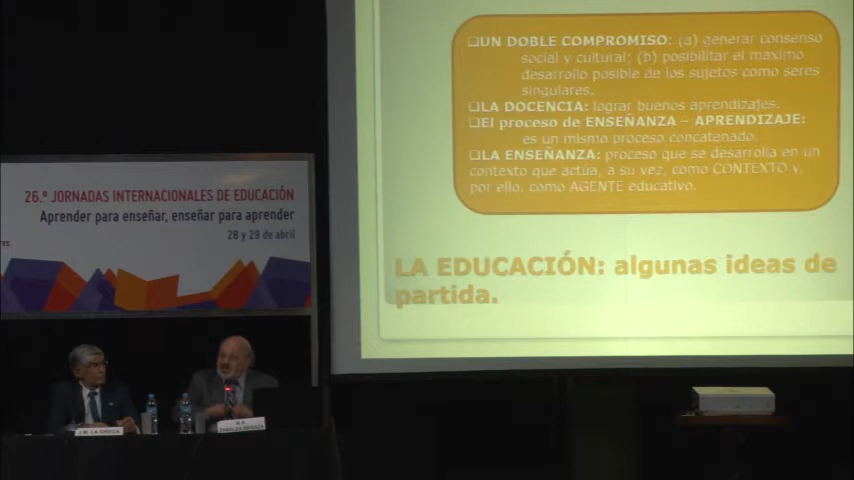 ❑UN DOBLE COMPROMISO: (a) generar consenso
social y cultural; (b) posibilitar el maximo
desarrollo posible de los sujetos como seres
singulares.
❑LA DOCENCIA: lograr buenos aprendizajes.
❑El proceso de ENSEÑANZA – APRENDIZAJE:
es un mismo proceso concatenado.
❑LA ENSEÑANZA: proceso que se desarrolla en un
contexto que actúa, a su vez, como CONTEXTO y,
por ello, como AGENTE educativo.
LA EDUCACIÓN: algunas ideas de
partida.
26.º JORNADAS INTERNACIONALES DE EDUCACIÓN
Aprender para enseñar, enseñar para aprender
28 y 29 de abril
res